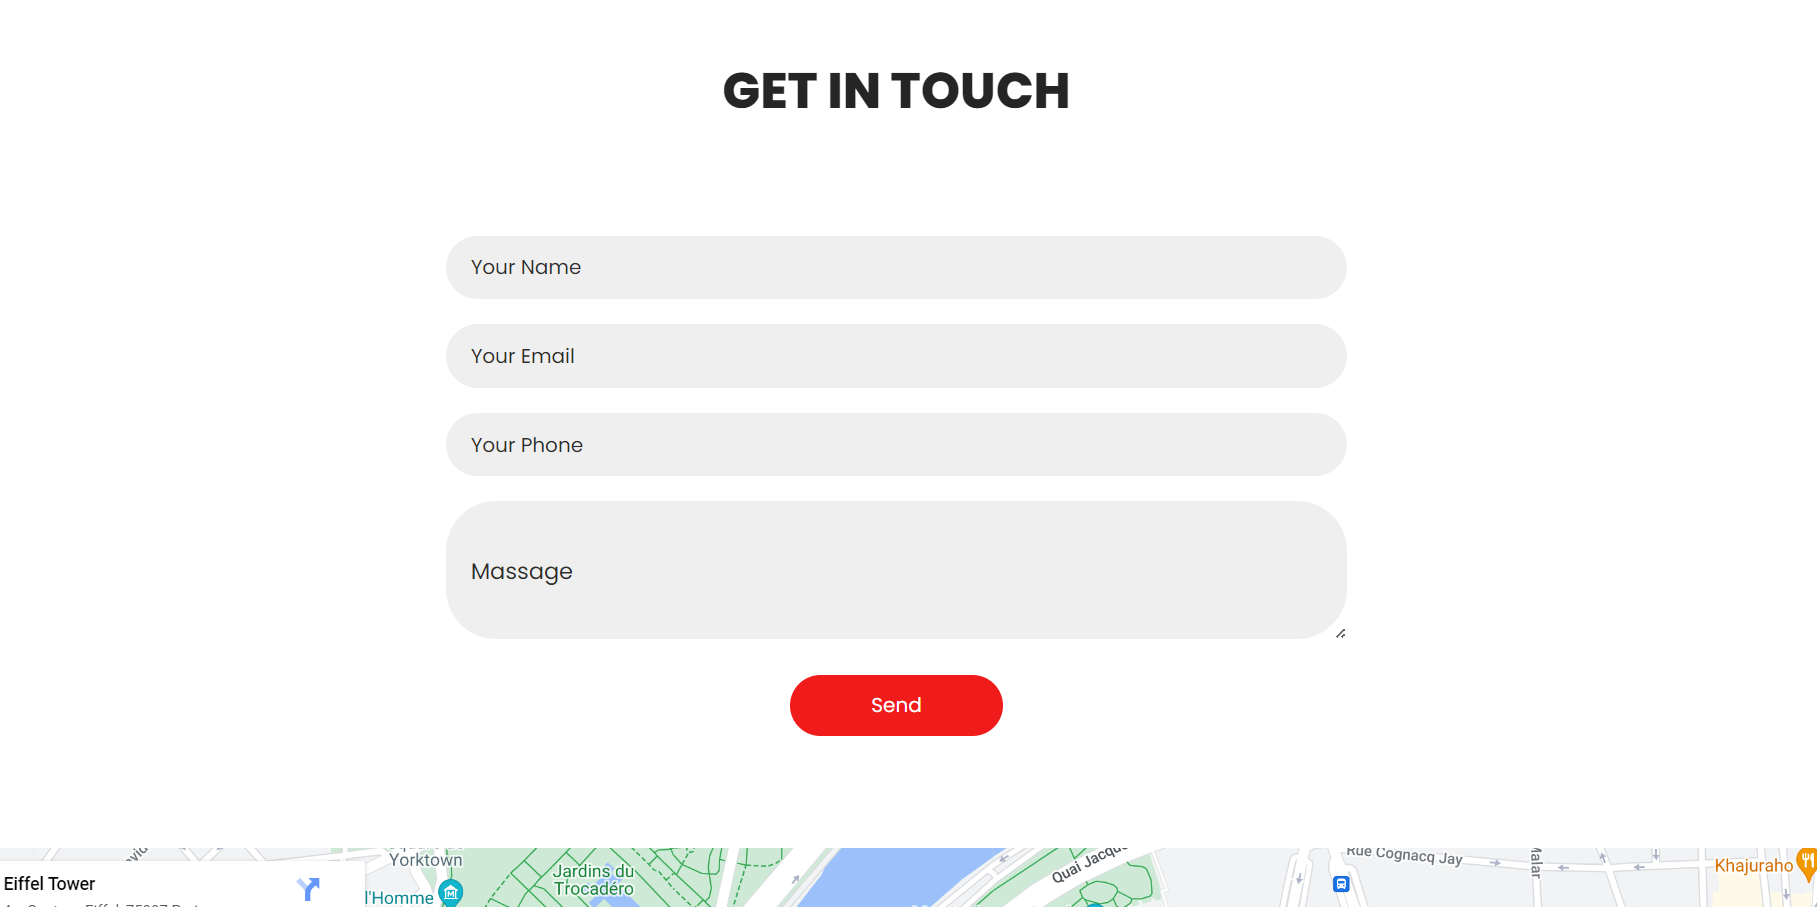 GET IN TOUCH
Your Name
Your Email
Your Phone
Massage
Send
Yorktown
Jardins du
Trocadéro
Quai Jacqu
Rue Cognacq Jay
Malar
Khajuraho
Eiffel Tower
l'Homme